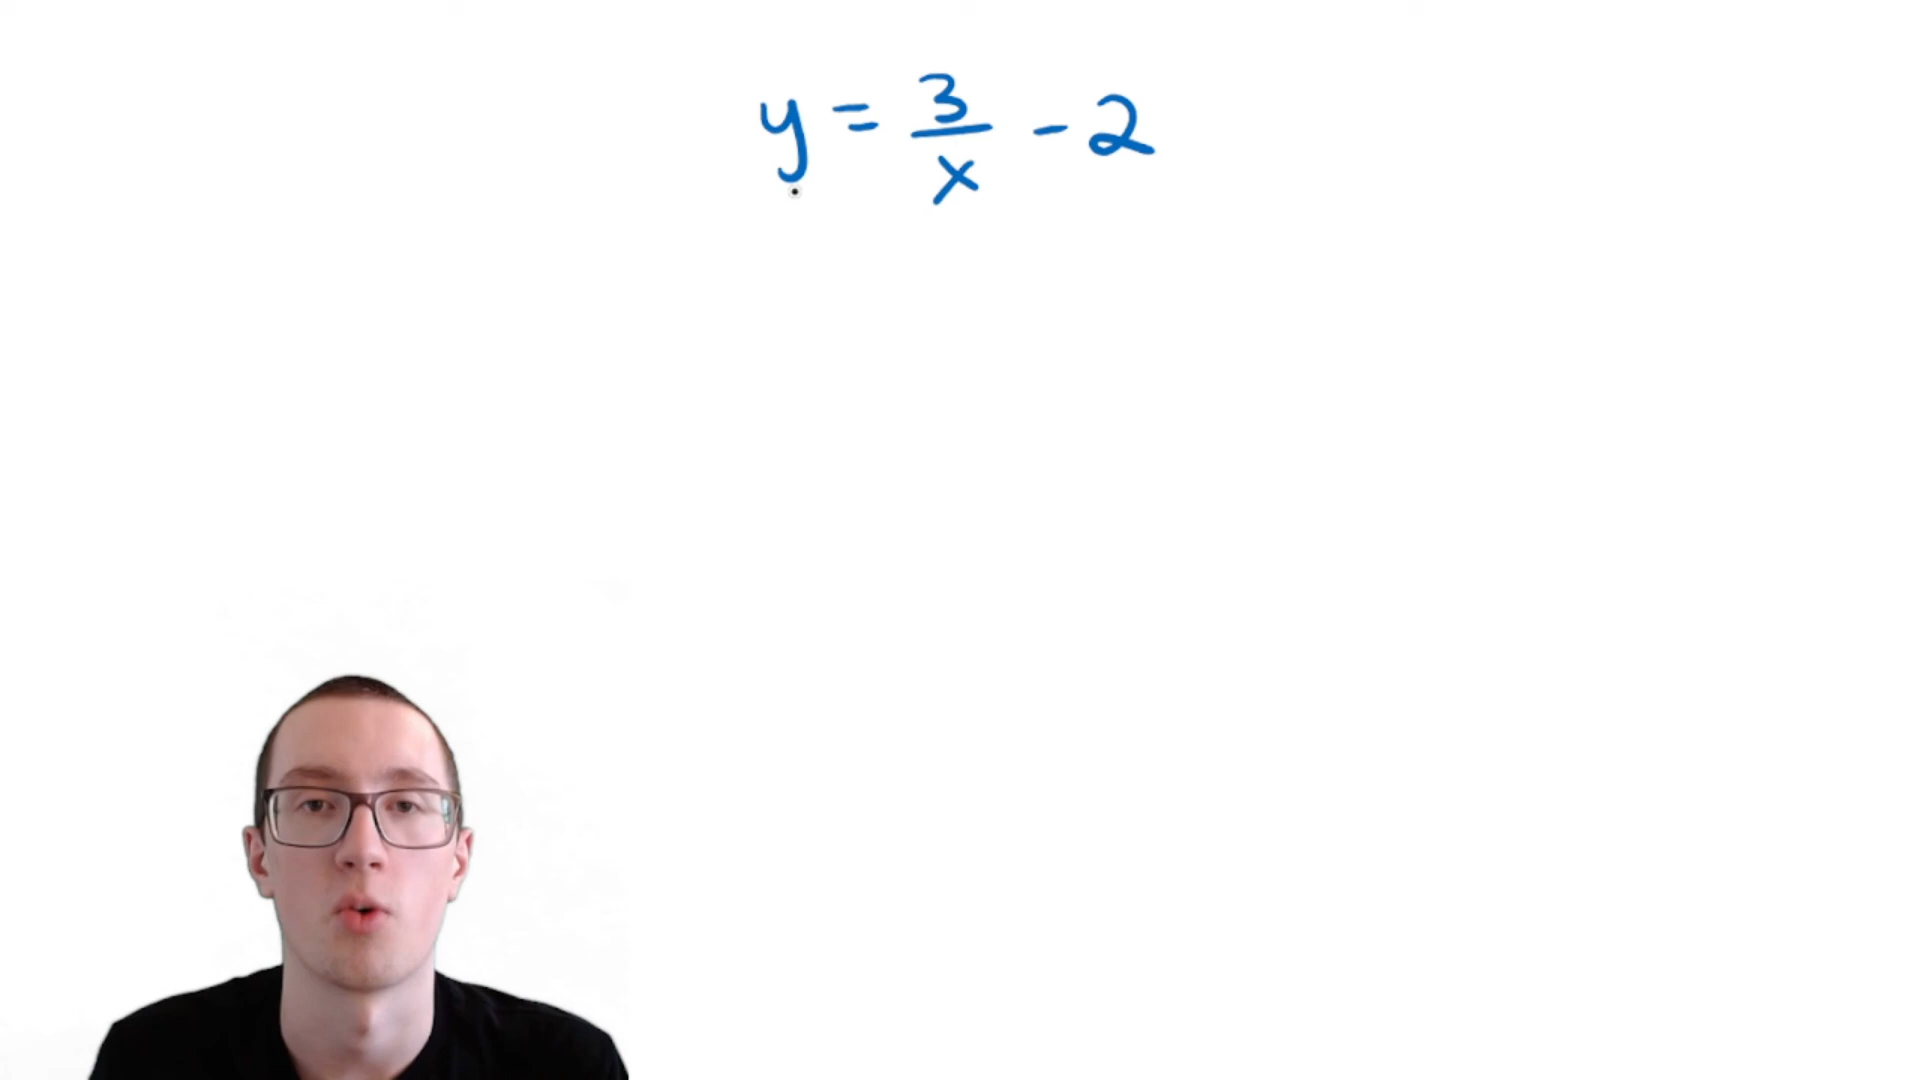 y = 3/x - 2